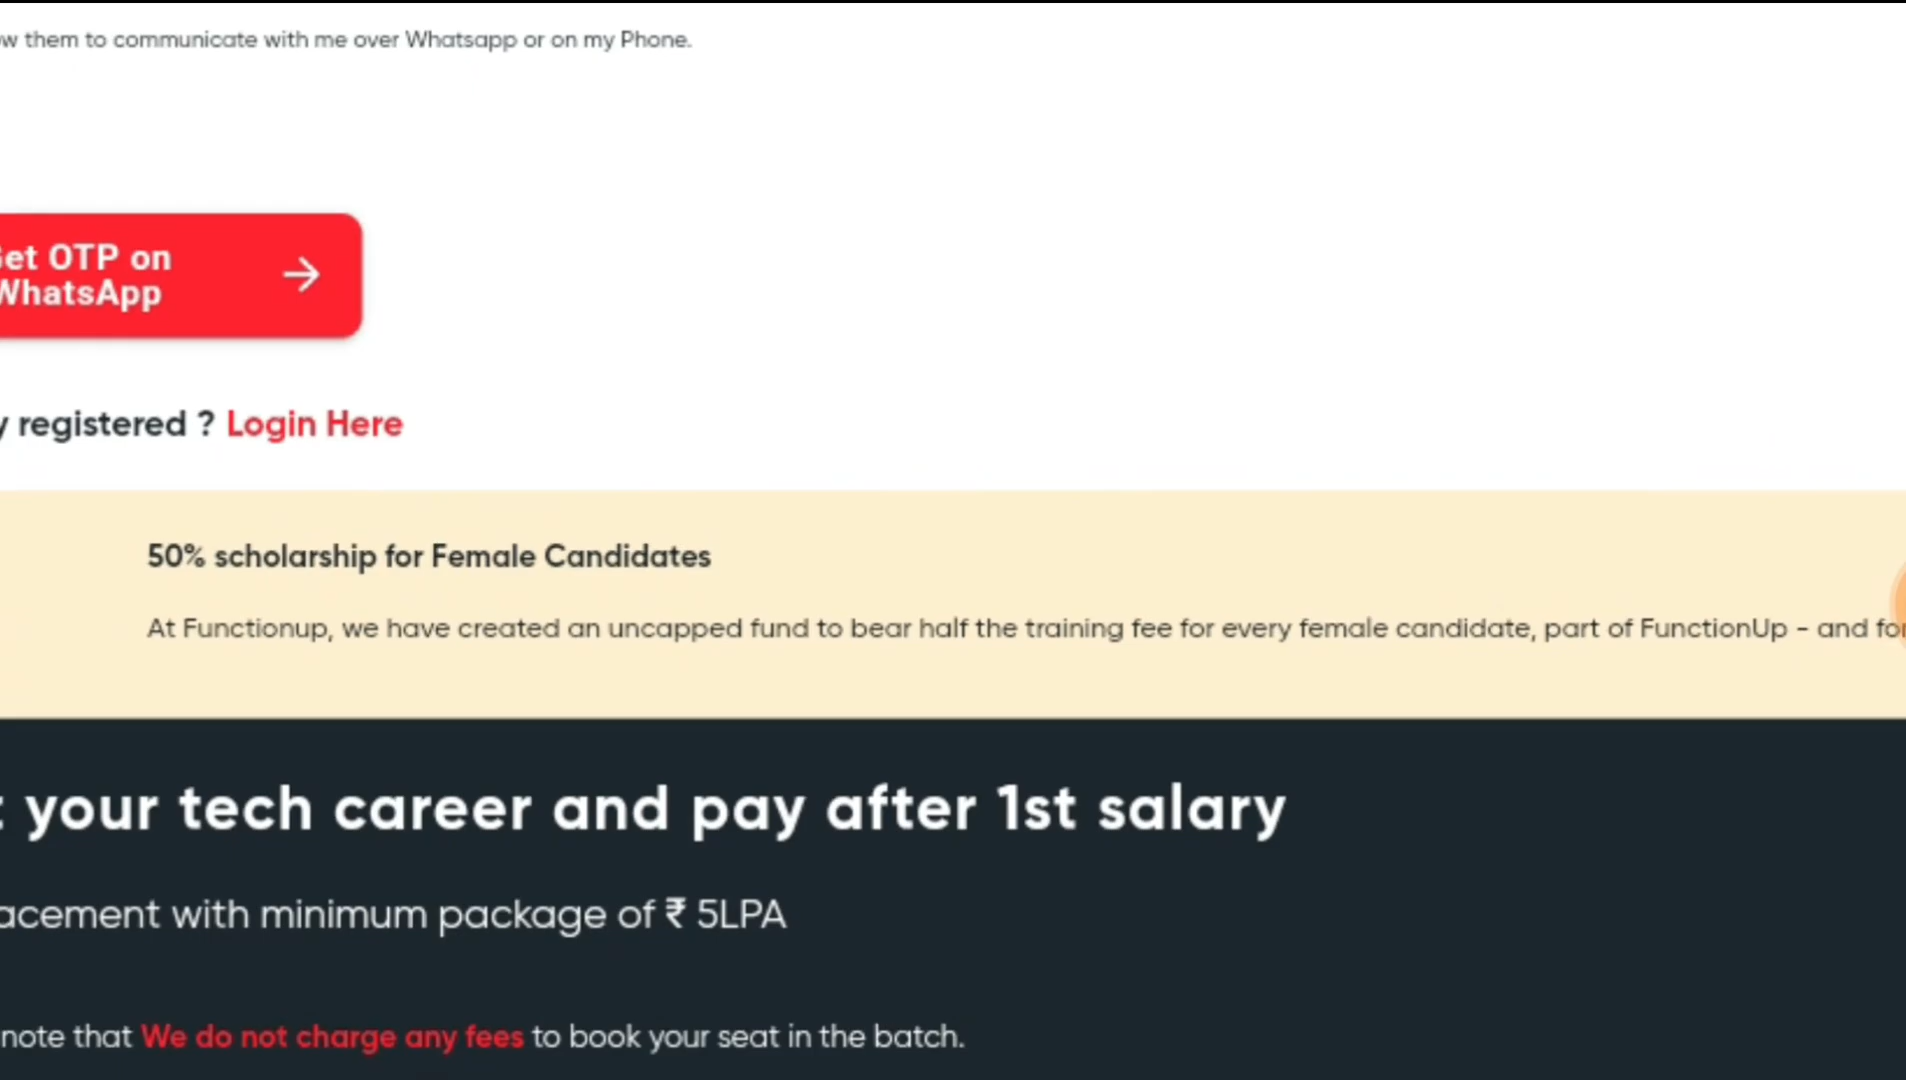 w them to communicate with me over Whatsapp or on my Phone.
Get OTP on
WhatsApp
y registered ? Login Here
50% scholarship for Female Candidates
At Functionup, we have created an uncapped fund to bear half the training fee for every female candidate, part of FunctionUp - and for
t your tech career and pay after 1st salary
acement with minimum package of ₹ 5LPA
note that We do not charge any fees to book your seat in the batch.